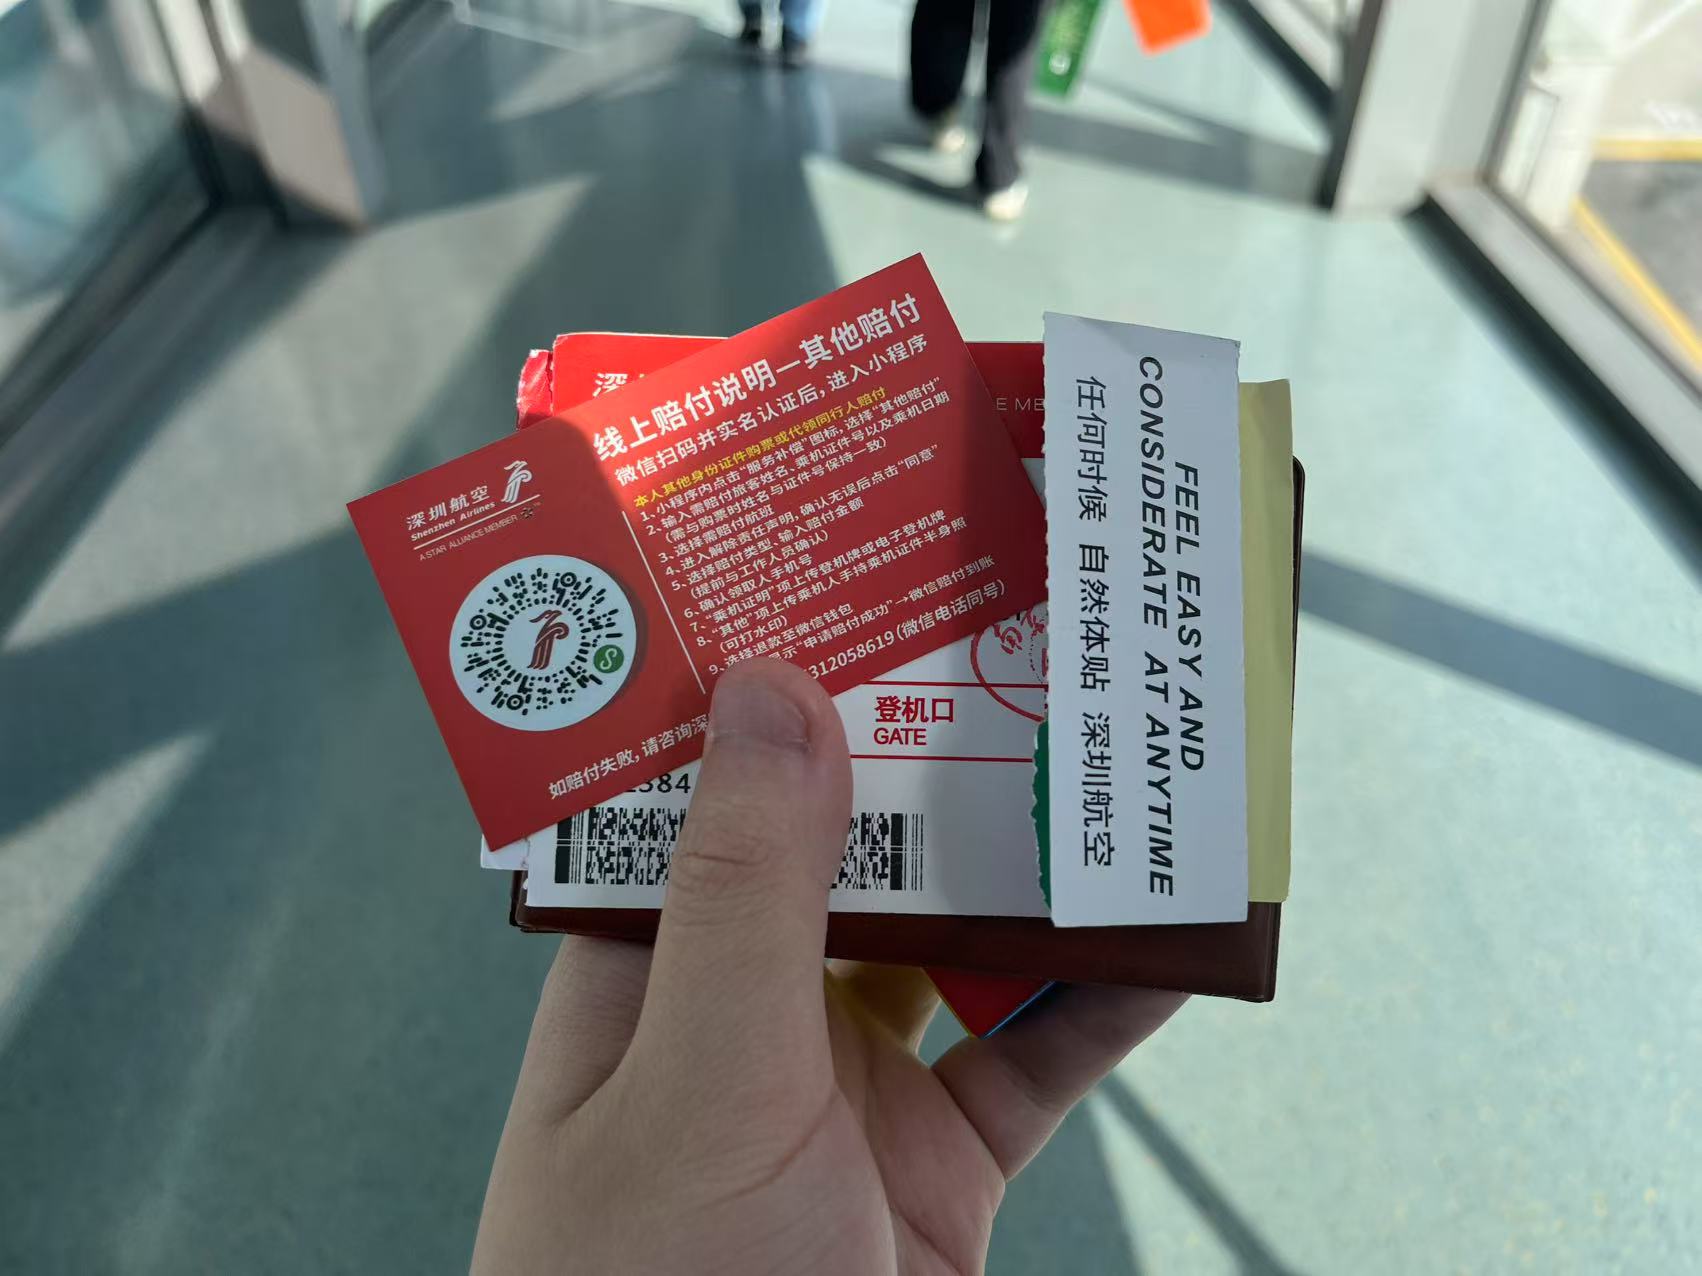 深圳航空
Shenzhen Airlines
A STAR ALLIANCE MEMBER
线上赔付说明—其他赔付
微信扫码并实名认证后，进入小程序
本人其他身份证件购票或代领同行人赔付
1、小程序内点击“服务补偿”图标，选择“其他赔付”
2、输入需赔付旅客姓名、乘机证件号以及乘机日期
（需与购票时姓名与证件号保持一致）
3、选择需赔付航班
4、进入解除责任声明，确认无误后点击“同意”
5、选择赔付类型、输入赔付金额
（提前与工作人员确认）
6、确认领取人手机号
7、“乘机证明”项上传登机牌或电子登机牌
8、“其他”项上传乘机人手持乘机证件半身照
（可打水印）
9、选择退款至微信钱包
示“申请赔付成功”→微信赔付到账
如赔付失败，请咨询深
312058619（微信电话同号）
深
E ME
登机口
GATE
384
FEEL EASY AND
CONSIDERATE AT ANYTIME
任何时候 自然体贴 深圳航空